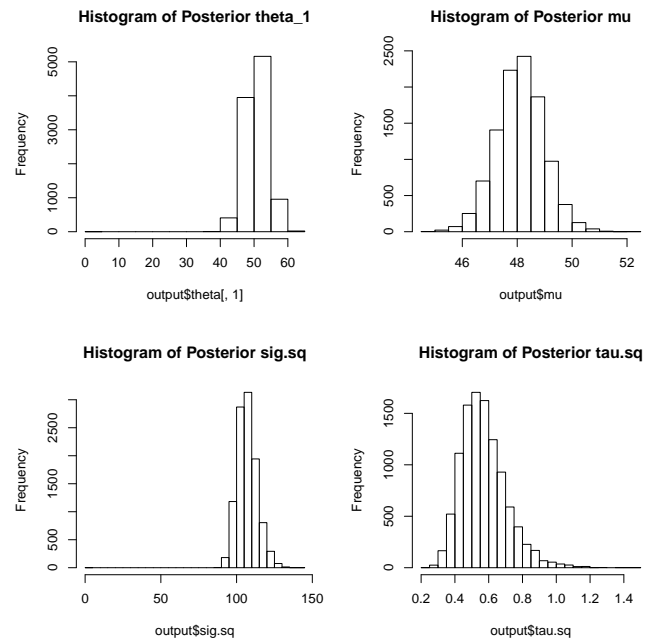 Histogram of Posterior theta_1
Frequency
0 1000 3000 5000
0 10 20 30 40 50 60
output$theta[, 1]
Histogram of Posterior mu
Frequency
0 500 1500 2500
46 48 50 52
output$mu
Histogram of Posterior sig.sq
Frequency
0 500 1500 2500
0 50 100 150
output$sig.sq
Histogram of Posterior tau.sq
Frequency
0 500 1000 1500
0.2 0.4 0.6 0.8 1.0 1.2 1.4
output$tau.sq